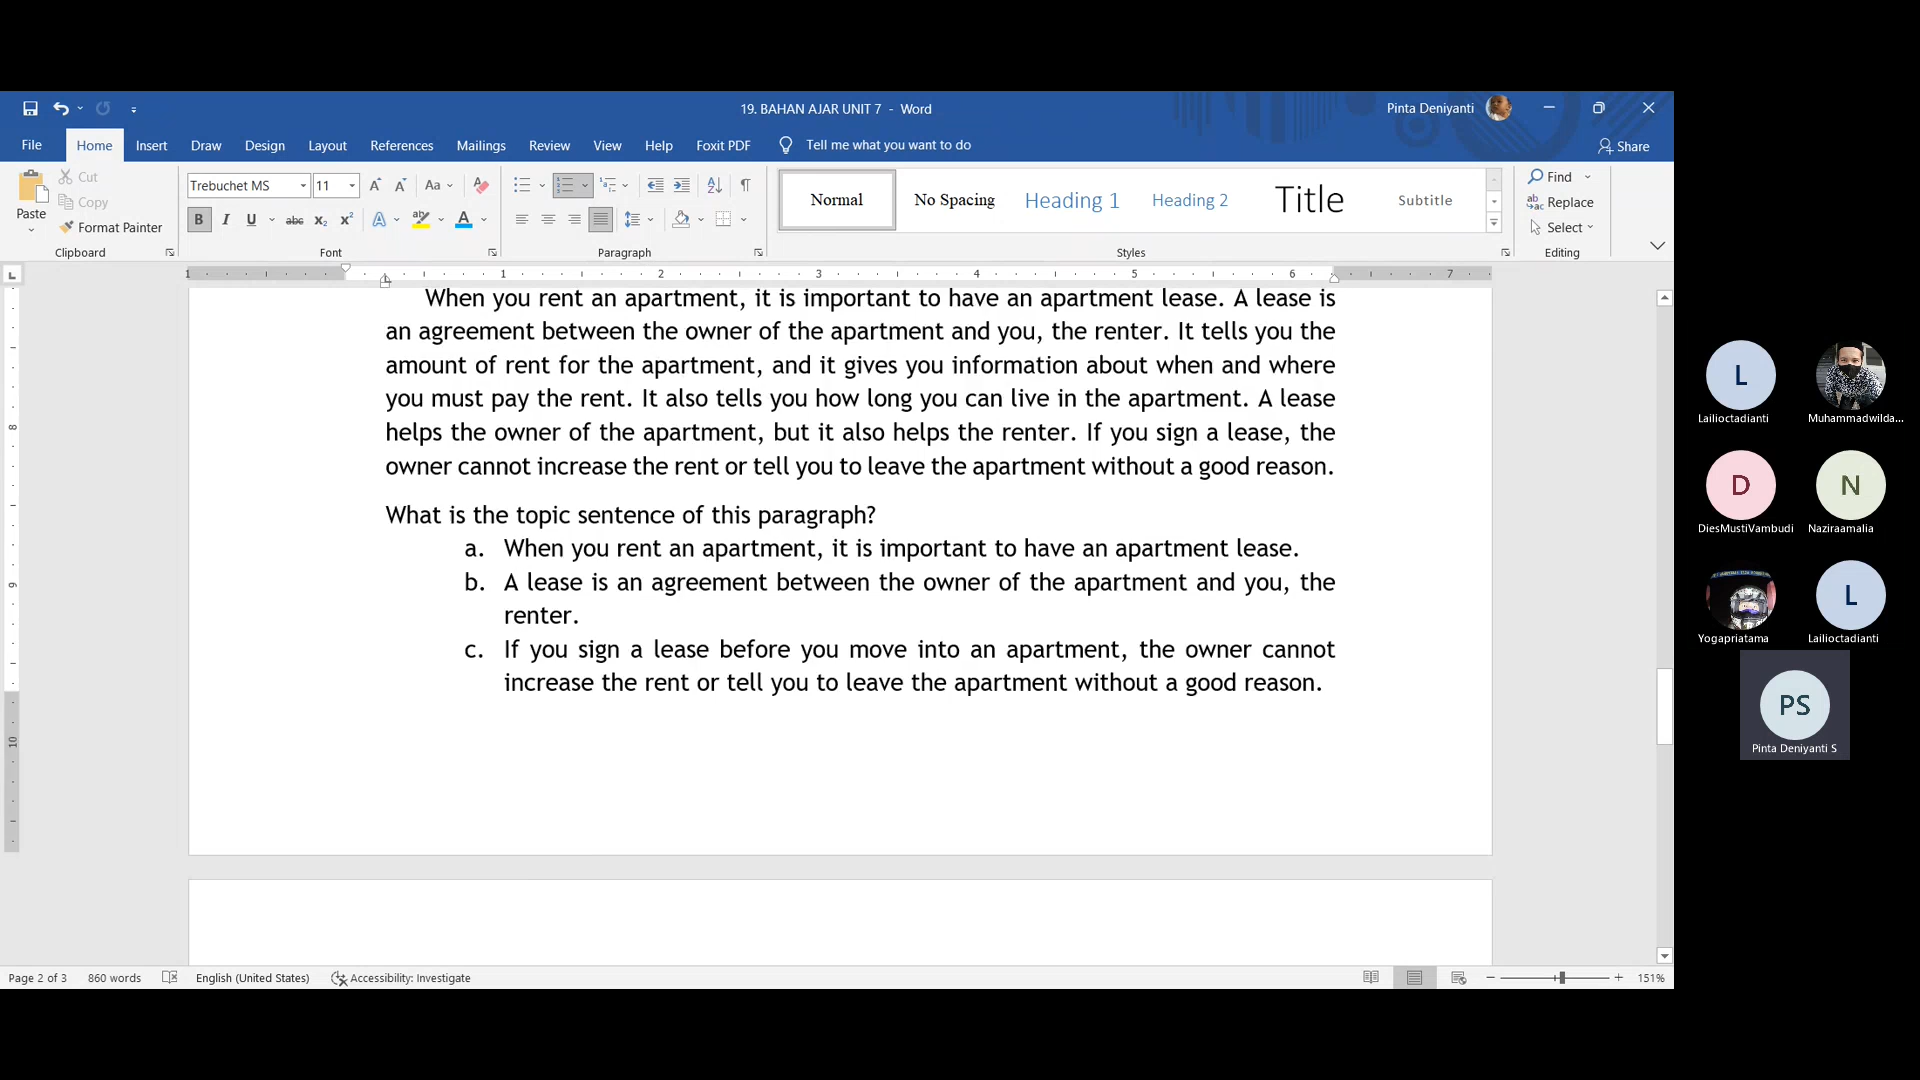 19. BAHAN AJAR UNIT 7 - Word
Pinta Deniyanti
File Home Insert Draw Design Layout References Mailings Review View Help Foxit PDF Tell me what you want to do Share
Paste
Cut
Copy
Format Painter
Clipboard
Trebuchet MS 11
Font
Paragraph
Normal No Spacing Heading 1 Heading 2 Title Subtitle
Styles
Find
Replace
Select
Editing
1 1 2 3 4 5 6 7
8
9
10
When you rent an apartment, it is important to have an apartment lease. A lease is
an agreement between the owner of the apartment and you, the renter. It tells you the
amount of rent for the apartment, and it gives you information about when and where
you must pay the rent. It also tells you how long you can live in the apartment. A lease
helps the owner of the apartment, but it also helps the renter. If you sign a lease, the
owner cannot increase the rent or tell you to leave the apartment without a good reason.
What is the topic sentence of this paragraph?
a. When you rent an apartment, it is important to have an apartment lease.
b. A lease is an agreement between the owner of the apartment and you, the
renter.
c. If you sign a lease before you move into an apartment, the owner cannot
increase the rent or tell you to leave the apartment without a good reason.
Page 2 of 3 860 words English (United States) Accessibility: Investigate 151%
L
Lailioctadianti
Muhammadwilda...
D
DiesMustiVambudi
N
Naziraamalia
Yogapriatama
L
Lailioctadianti
PS
Pinta Deniyanti S